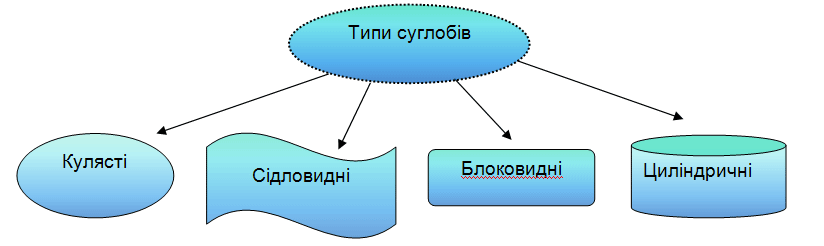 Типи суглобів
Кулясті
Сідловидні
Блоковидні
Циліндричні